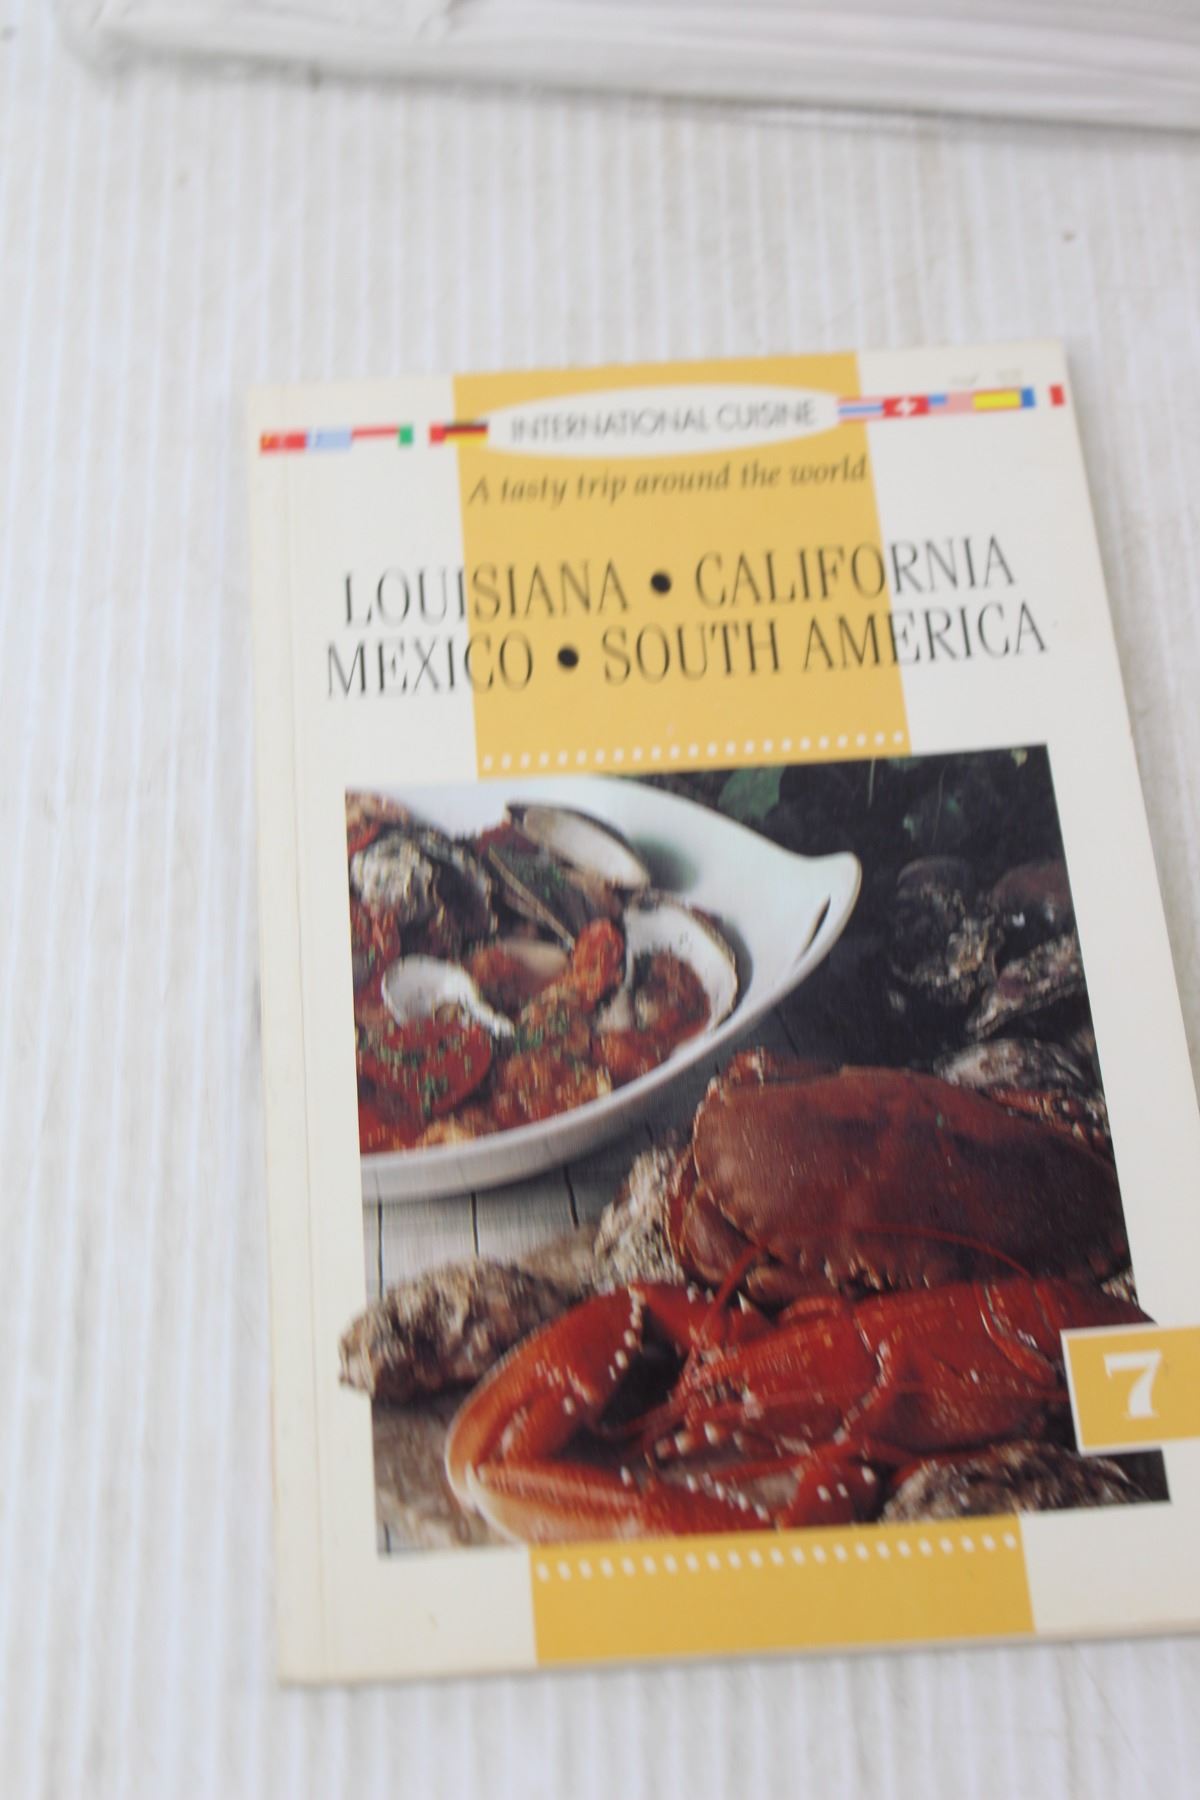 INTERNATIONAL CUISINE
A tasty trip around the world
LOUISIANA • CALIFORNIA
MEXICO • SOUTH AMERICA
7